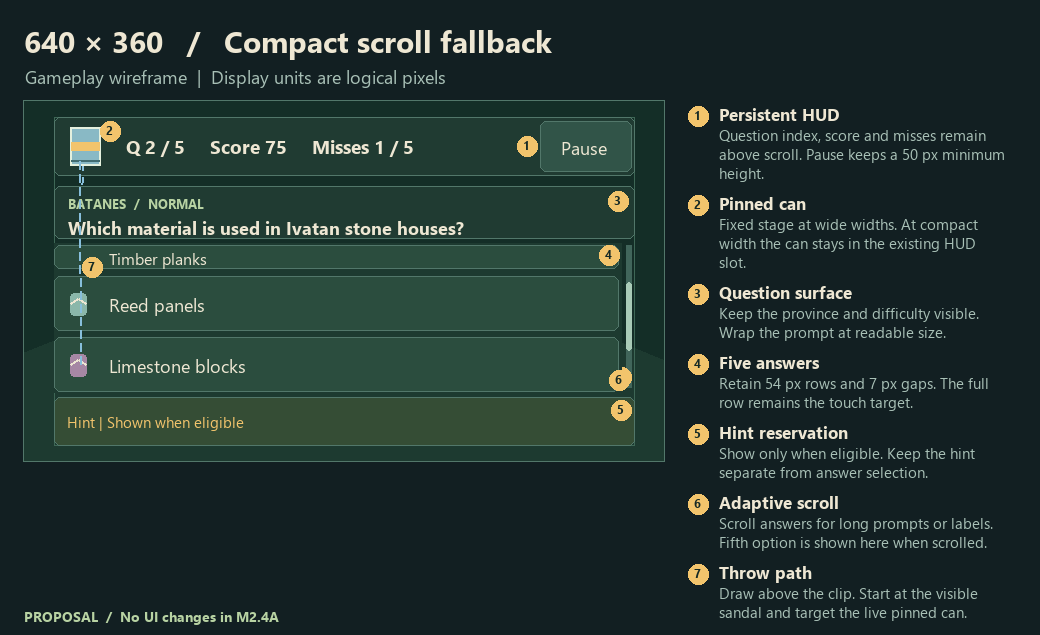 640 × 360 / Compact scroll fallback
Gameplay wireframe | Display units are logical pixels
2
Q 2 / 5 Score 75 Misses 1 / 5
1
Pause
BATANES / NORMAL
3
Which material is used in Ivatan stone houses?
Timber planks
4
7
Reed panels
Limestone blocks
6
5
Hint | Shown when eligible
1 Persistent HUD
Question index, score and misses remain
above scroll. Pause keeps a 50 px minimum
height.
2 Pinned can
Fixed stage at wide widths. At compact
width the can stays in the existing HUD
slot.
3 Question surface
Keep the province and difficulty visible.
Wrap the prompt at readable size.
4 Five answers
Retain 54 px rows and 7 px gaps. The full
row remains the touch target.
5 Hint reservation
Show only when eligible. Keep the hint
separate from answer selection.
6 Adaptive scroll
Scroll answers for long prompts or labels.
Fifth option is shown here when scrolled.
7 Throw path
Draw above the clip. Start at the visible
sandal and target the live pinned can.
PROPOSAL / No UI changes in M2.4A